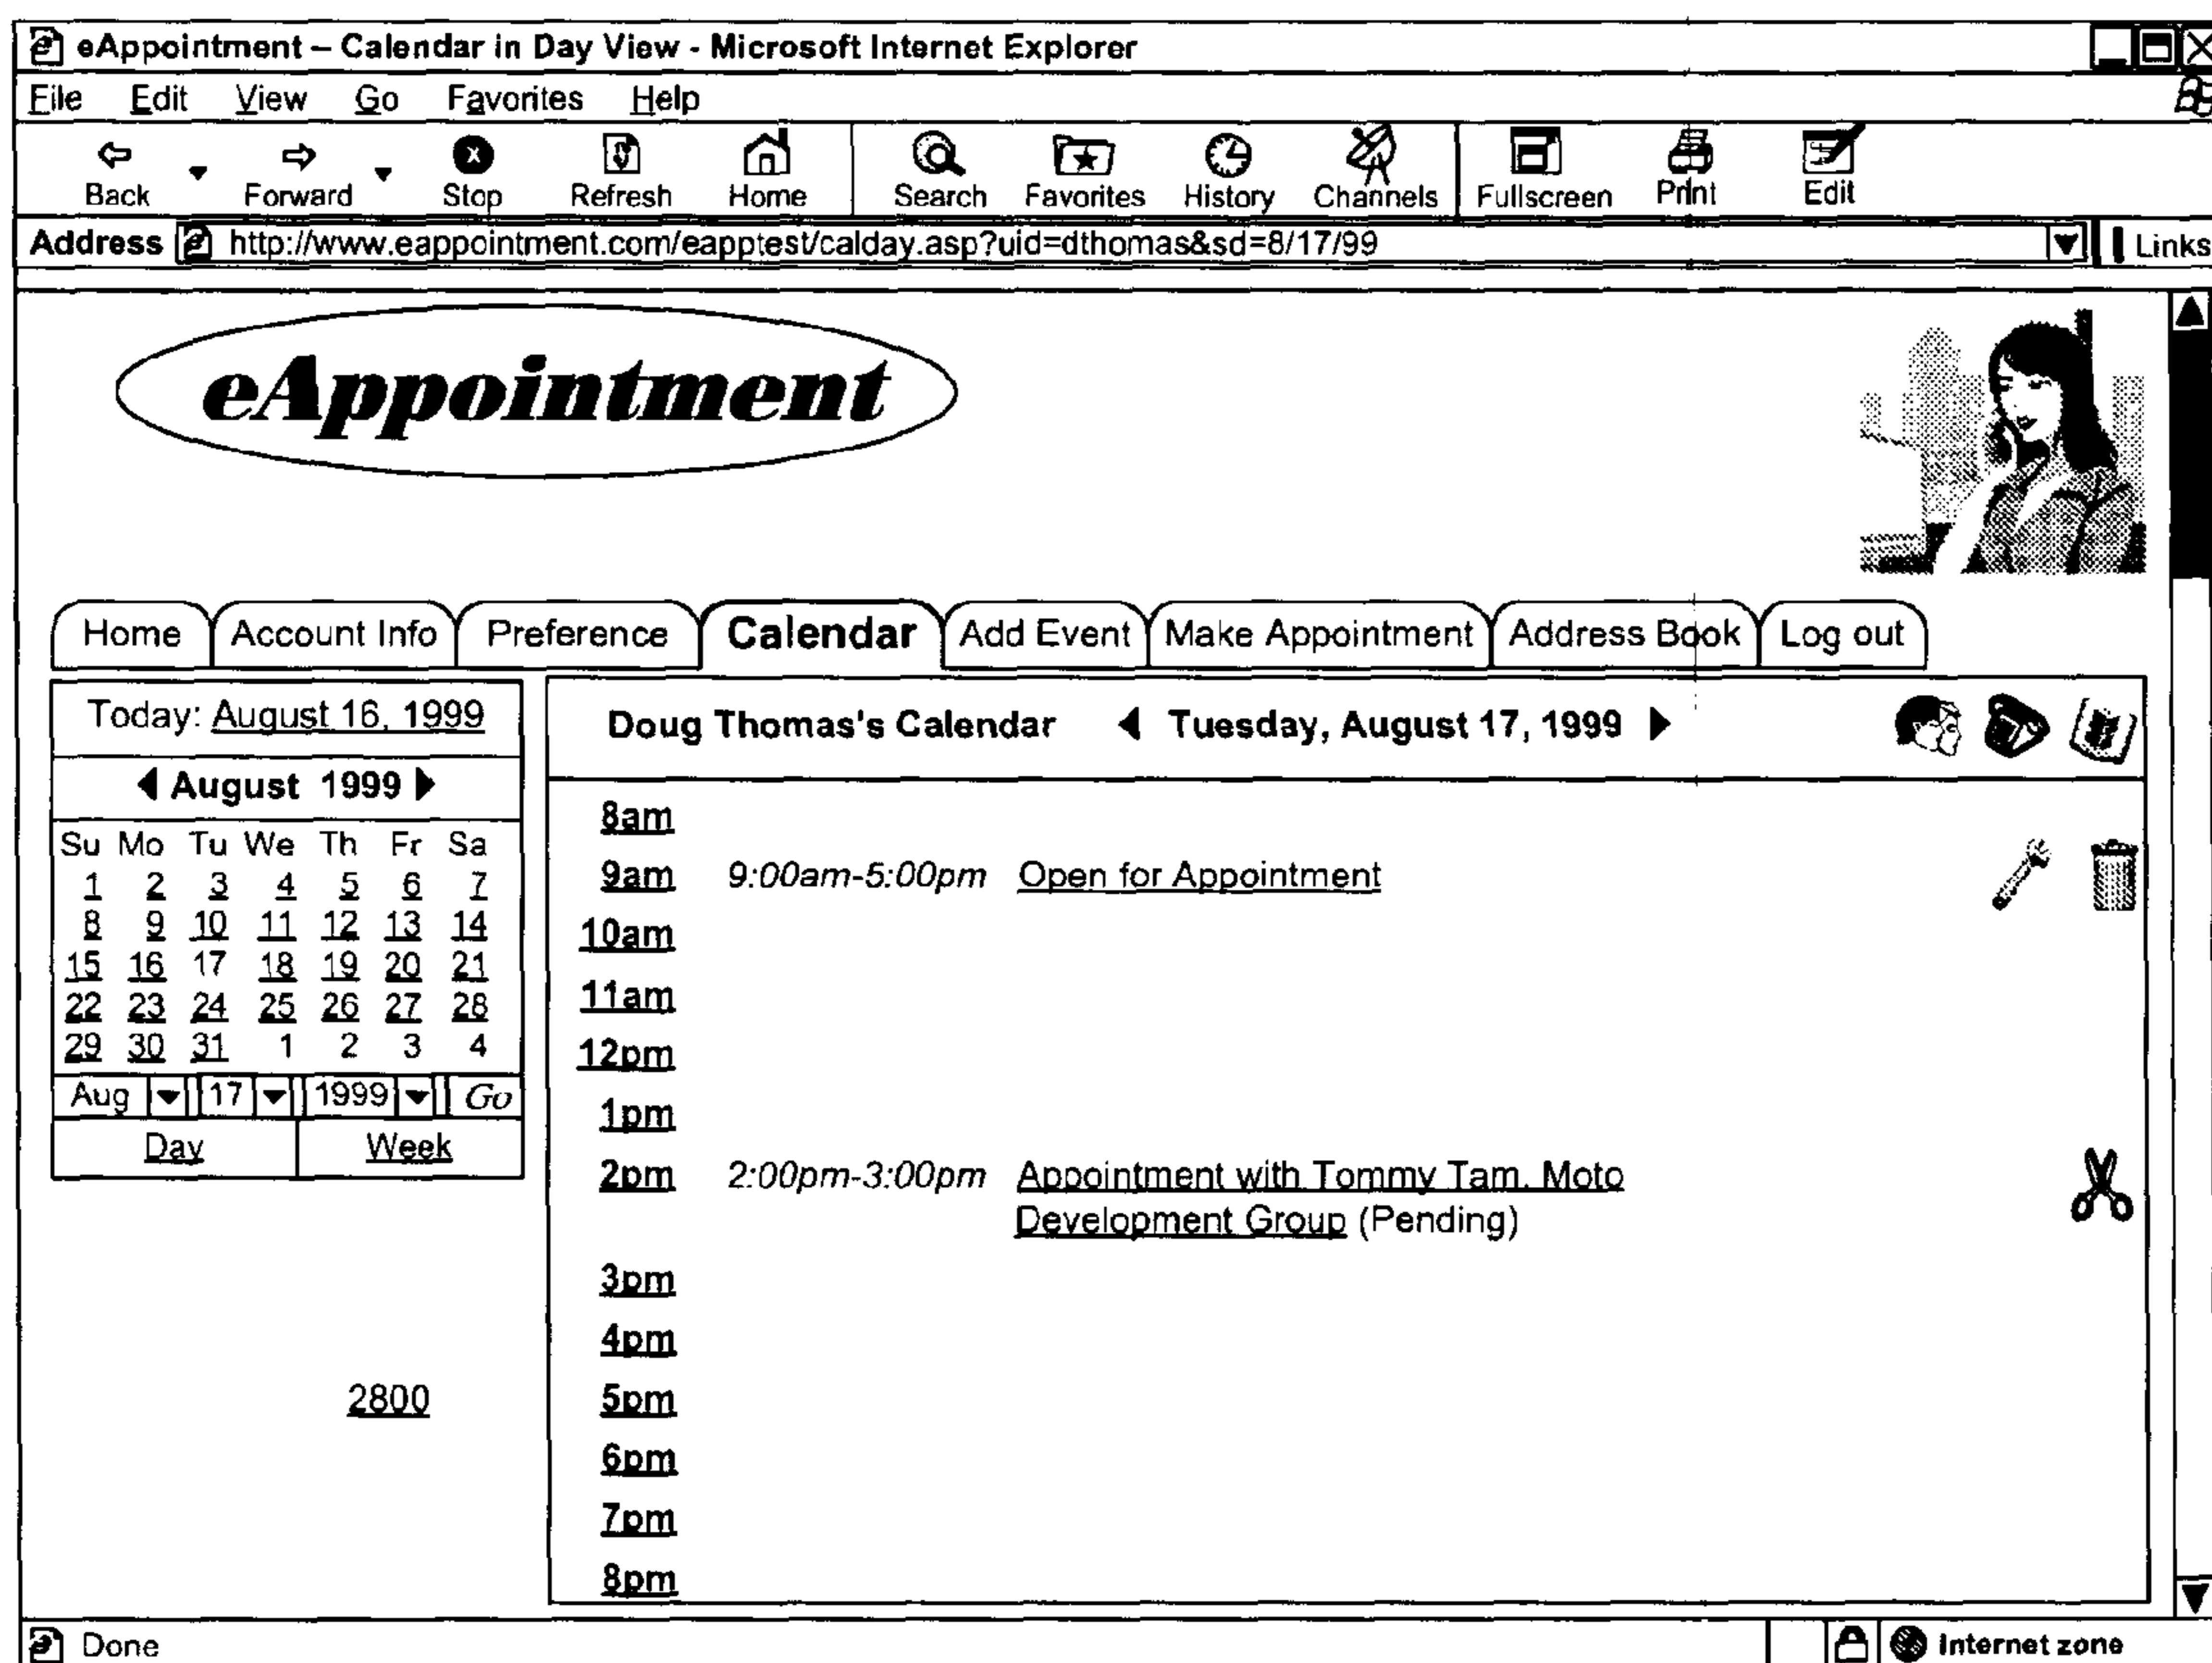 eAppointment – Calendar in Day View - Microsoft Internet Explorer
File Edit View Go Favorites Help
Back Forward Stop Refresh Home Search Favorites History Channels Fullscreen Print Edit
Address http://www.eappointment.com/eapptest/calday.asp?uid=dthomas&sd=8/17/99 Links
eAppointment
Home Account Info Preference Calendar Add Event Make Appointment Address Book Log out
Today: August 16, 1999
August 1999
Su Mo Tu We Th Fr Sa
1 2 3 4 5 6 7
8 9 10 11 12 13 14
15 16 17 18 19 20 21
22 23 24 25 26 27 28
29 30 31 1 2 3 4
Aug 17 1999 Go
Day Week
2800
Doug Thomas's Calendar Tuesday, August 17, 1999
8am
9am 9:00am-5:00pm Open for Appointment
10am
11am
12pm
1pm
2pm 2:00pm-3:00pm Appointment with Tommy Tam, Moto
Development Group (Pending)
3pm
4pm
5pm
6pm
7pm
8pm
Done Internet zone